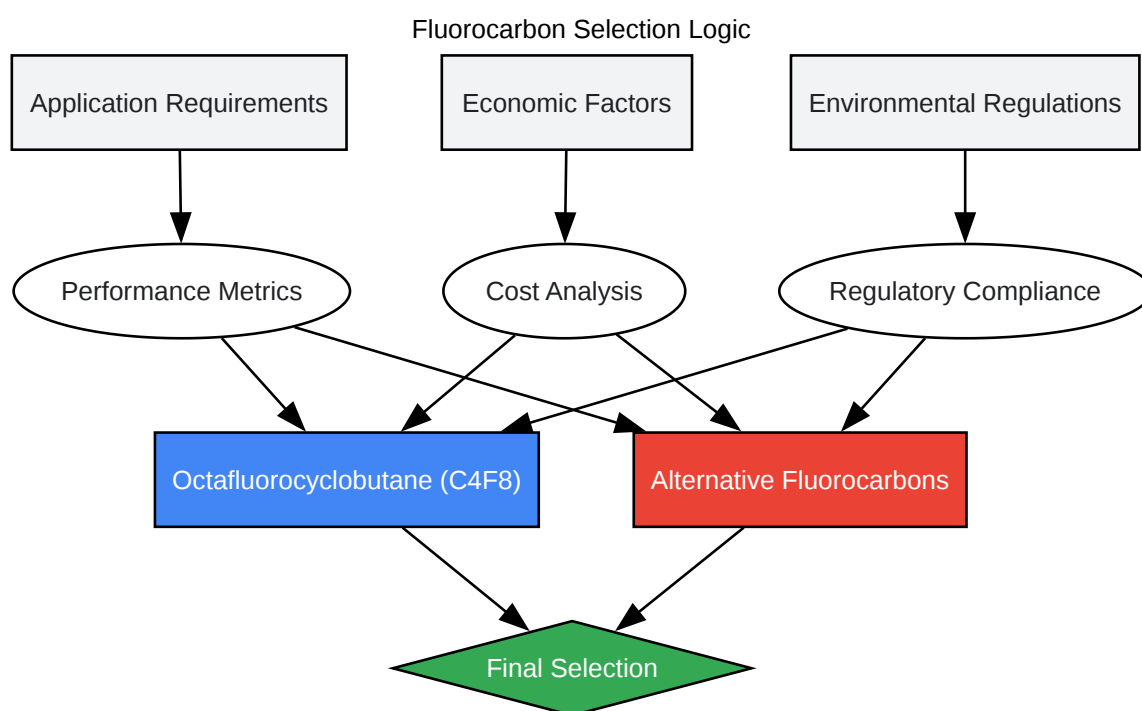 Fluorocarbon Selection Logic
Application Requirements
Economic Factors
Environmental Regulations
Performance Metrics
Cost Analysis
Regulatory Compliance
Octafluorocyclobutane (C4F8)
Alternative Fluorocarbons
Final Selection